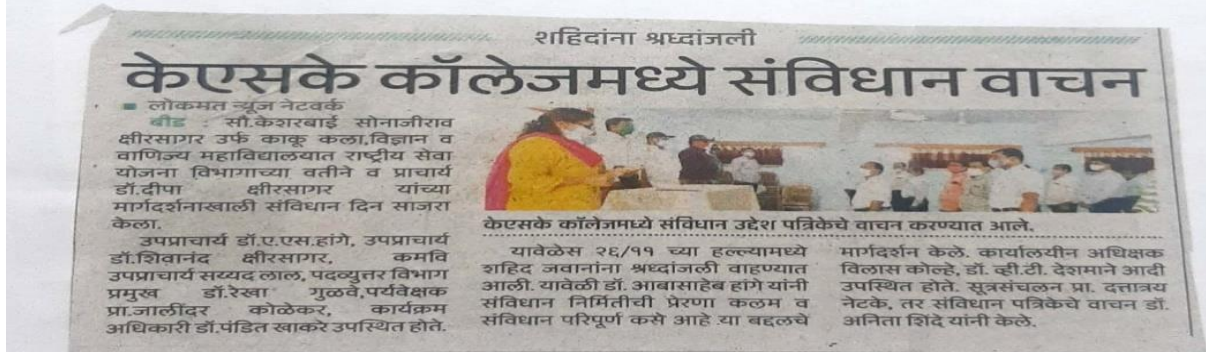 शहिदांना श्रध्दांजली
केएसके कॉलेजमध्ये संविधान वाचन
लोकमत न्यूज नेटवर्क
बीड : सौ.केशरबाई सोनाजीराव
क्षीरसागर उर्फ काकू कला,विज्ञान व
वाणिज्य महाविद्यालयात राष्ट्रीय सेवा
योजना विभागाच्या वतीने व प्राचार्य
डॉ.दीपा क्षीरसागर यांच्या
मार्गदर्शनाखाली संविधान दिन साजरा
केला.
उपप्राचार्य डॉ.ए.एस.हांगे, उपप्राचार्य
डॉ.शिवानंद क्षीरसागर, कमवि
उपप्राचार्य सय्यद लाल, पदव्युत्तर विभाग
प्रमुख डॉ.रेखा गुळवे,पर्यवेक्षक
प्रा.जालींदर कोळेकर, कार्यक्रम
अधिकारी डॉ.पंडित खाकरे उपस्थित होते.
केएसके कॉलेजमध्ये संविधान उद्देश पत्रिकेचे वाचन करण्यात आले.
यावेळेस २६/११ च्या हल्ल्यामध्ये
शहिद जवानांना श्रध्दांजली वाहण्यात
आली. यावेळी डॉ. आबासाहेब हांगे यांनी
संविधान निर्मितीची प्रेरणा कलम व
संविधान परिपूर्ण कसे आहे या बद्दलचे
मार्गदर्शन केले. कार्यालयीन अधिक्षक
विलास कोल्हे, डॉ. व्ही.टी. देशमाने आदी
उपस्थित होते. सूत्रसंचलन प्रा. दत्तात्रय
नेटके, तर संविधान पत्रिकेचे वाचन डॉ.
अनिता शिंदे यांनी केले.